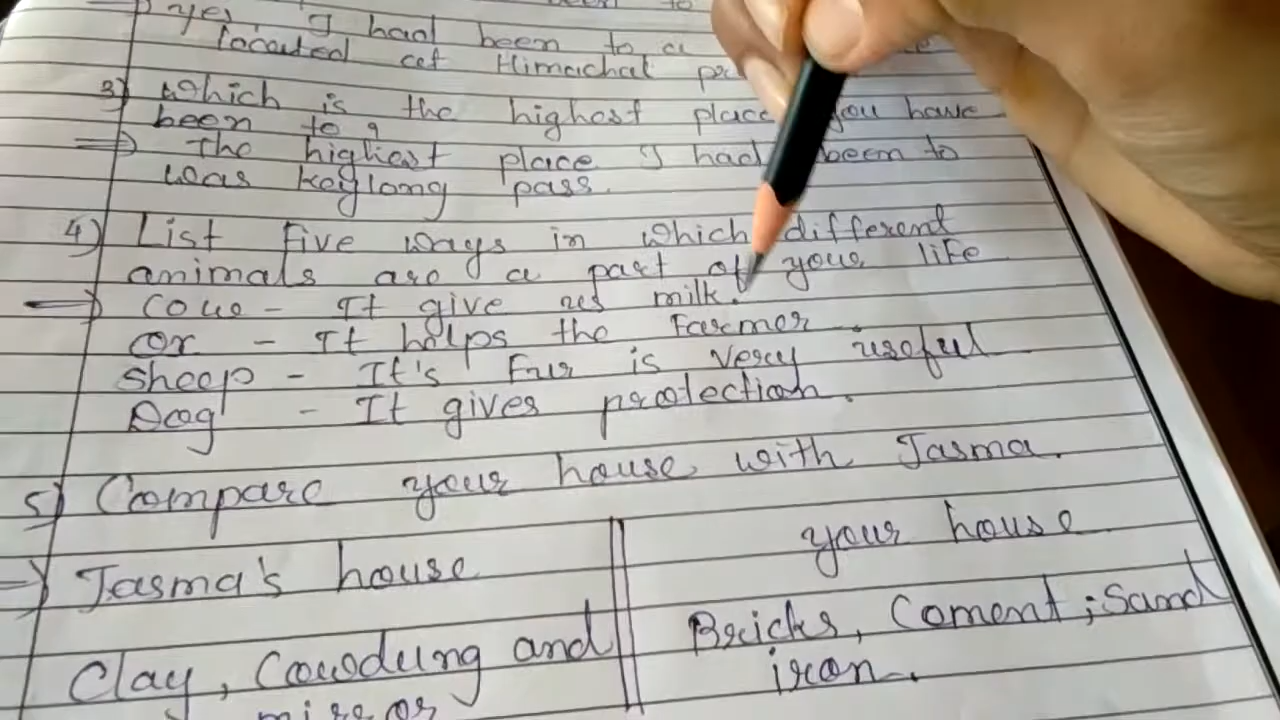 yes, I had been to a
located at Himachal
3) which is the highest place you have
been to?
⇒ The highest place I had been to
was keylong pass.
4) List five ways in which different
animals are a part of your life
⇒ Cow - It give us milk.
Ox - It helps the Farmer.
Sheep - It's Fur is very useful
Dog - It gives protection.
5) Compare your house with Jasma.
⇒ Jasma's house
your house
Clay, Cowdung and
mirror
Bricks, Cement, Sand
iron.